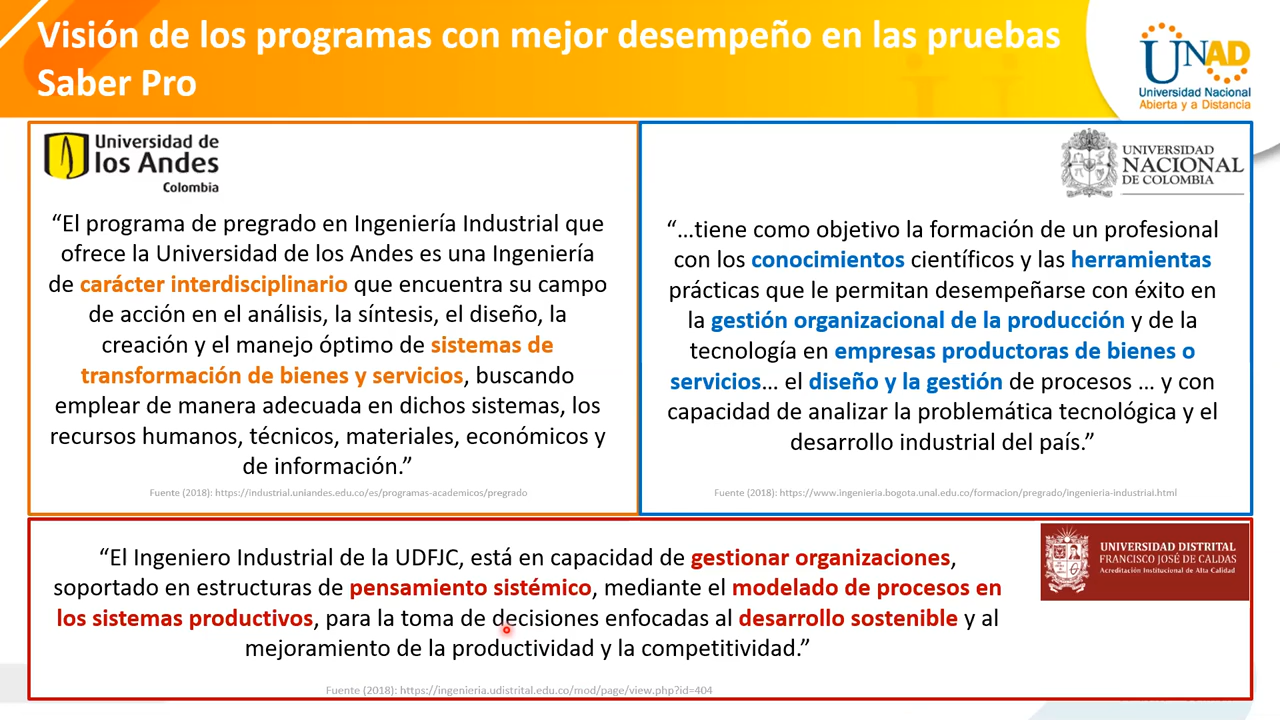 Visión de los programas con mejor desempeño en las pruebas
Saber Pro
UNAD
Universidad Nacional
Abierta y a Distancia
Universidad de
los Andes
Colombia
“El programa de pregrado en Ingeniería Industrial que
ofrece la Universidad de los Andes es una Ingeniería
de carácter interdisciplinario que encuentra su campo
de acción en el análisis, la síntesis, el diseño, la
creación y el manejo óptimo de sistemas de
transformación de bienes y servicios, buscando
emplear de manera adecuada en dichos sistemas, los
recursos humanos, técnicos, materiales, económicos y
de información.”
Fuente (2018): https://industrial.uniandes.edu.co/es/programas-academicos/pregrado
UNIVERSIDAD
NACIONAL
DE COLOMBIA
“…tiene como objetivo la formación de un profesional
con los conocimientos científicos y las herramientas
prácticas que le permitan desempeñarse con éxito en
la gestión organizacional de la producción y de la
tecnología en empresas productoras de bienes o
servicios… el diseño y la gestión de procesos … y con
capacidad de analizar la problemática tecnológica y el
desarrollo industrial del país.”
Fuente (2018): https://www.ingenieria.bogota.unal.edu.co/formacion/pregrado/ingenieria-industrial.html
“El Ingeniero Industrial de la UDFJC, está en capacidad de gestionar organizaciones,
soportado en estructuras de pensamiento sistémico, mediante el modelado de procesos en
los sistemas productivos, para la toma de decisiones enfocadas al desarrollo sostenible y al
mejoramiento de la productividad y la competitividad.”
Fuente (2018): https://ingenieria.udistrital.edu.co/mod/page/view.php?id=404
UNIVERSIDAD DISTRITAL
FRANCISCO JOSÉ DE CALDAS
Acreditación Institucional de Alta Calidad